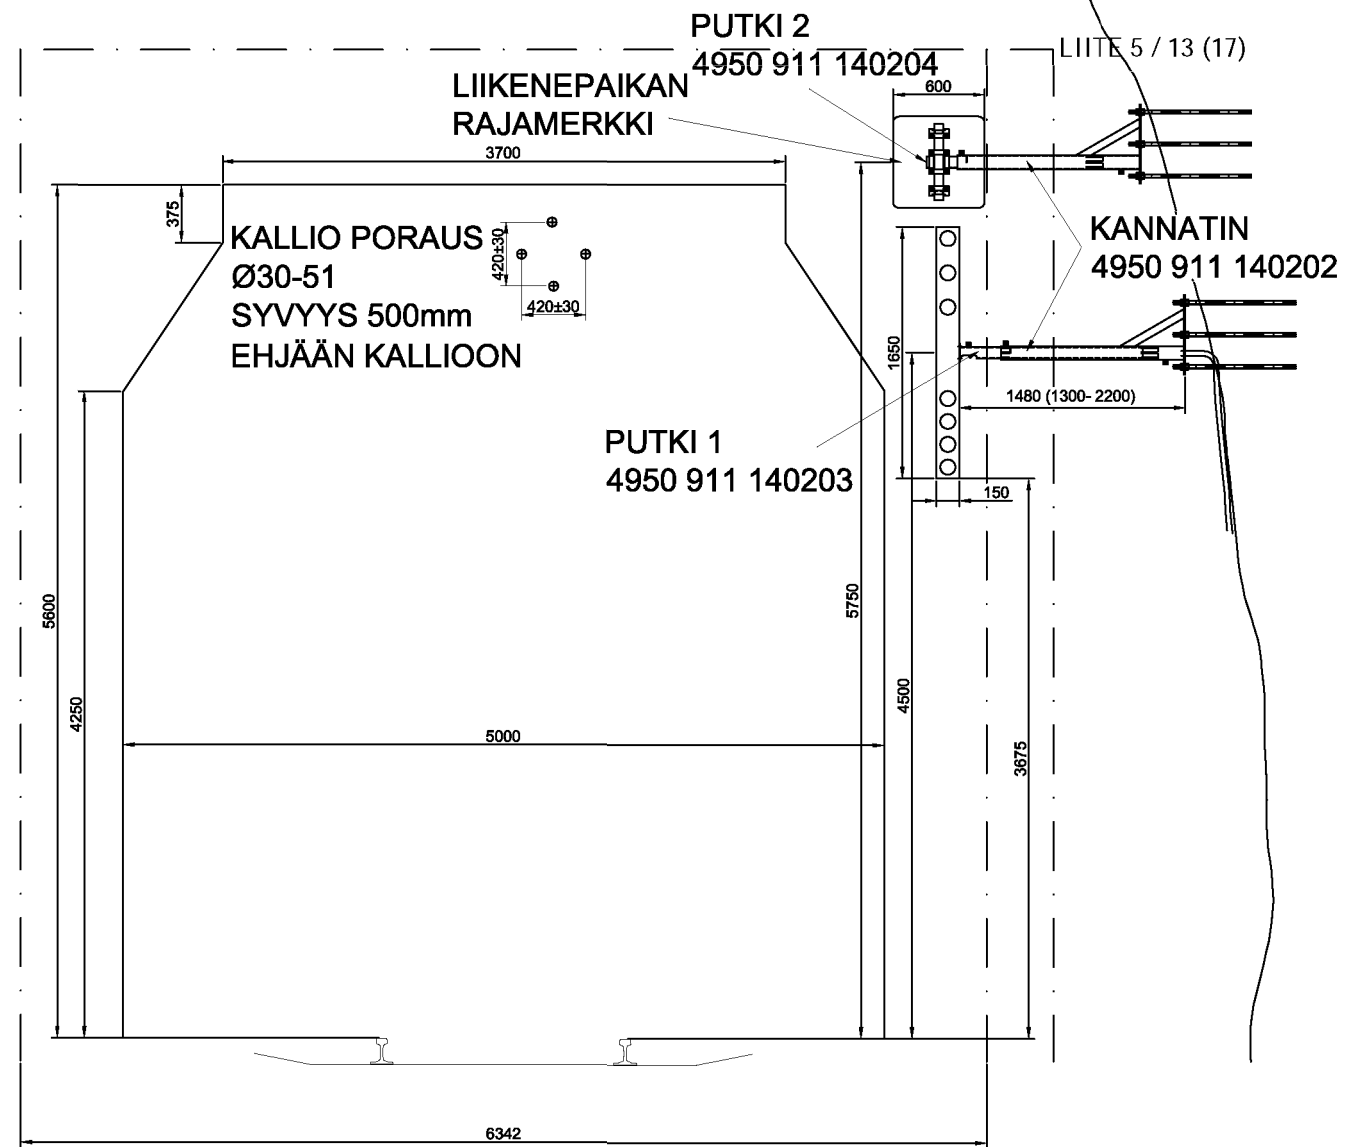 PUTKI 2
4950 911 140204
LIITE 5 / 13 (17)
LIIKENEPAIKAN
RAJAMERKKI
600
3700
375
KALLIO PORAUS
Ø30-51
SYVYYS 500mm
EHJÄÄN KALLIOON
420±30
420±30
KANNATIN
4950 911 140202
1650
1480 (1300- 2200)
PUTKI 1
4950 911 140203
150
5600
5750
4250
4500
5000
3675
6342